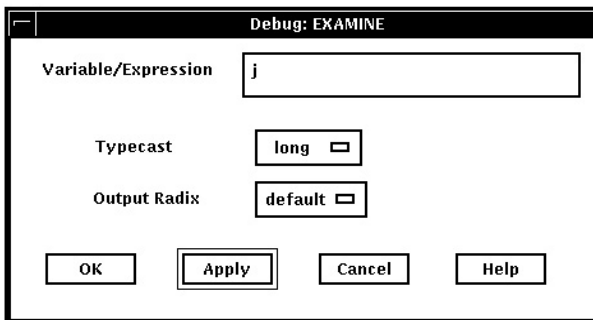 Debug: EXAMINE
Variable/Expression j
Typecast long
Output Radix default
OK Apply Cancel Help